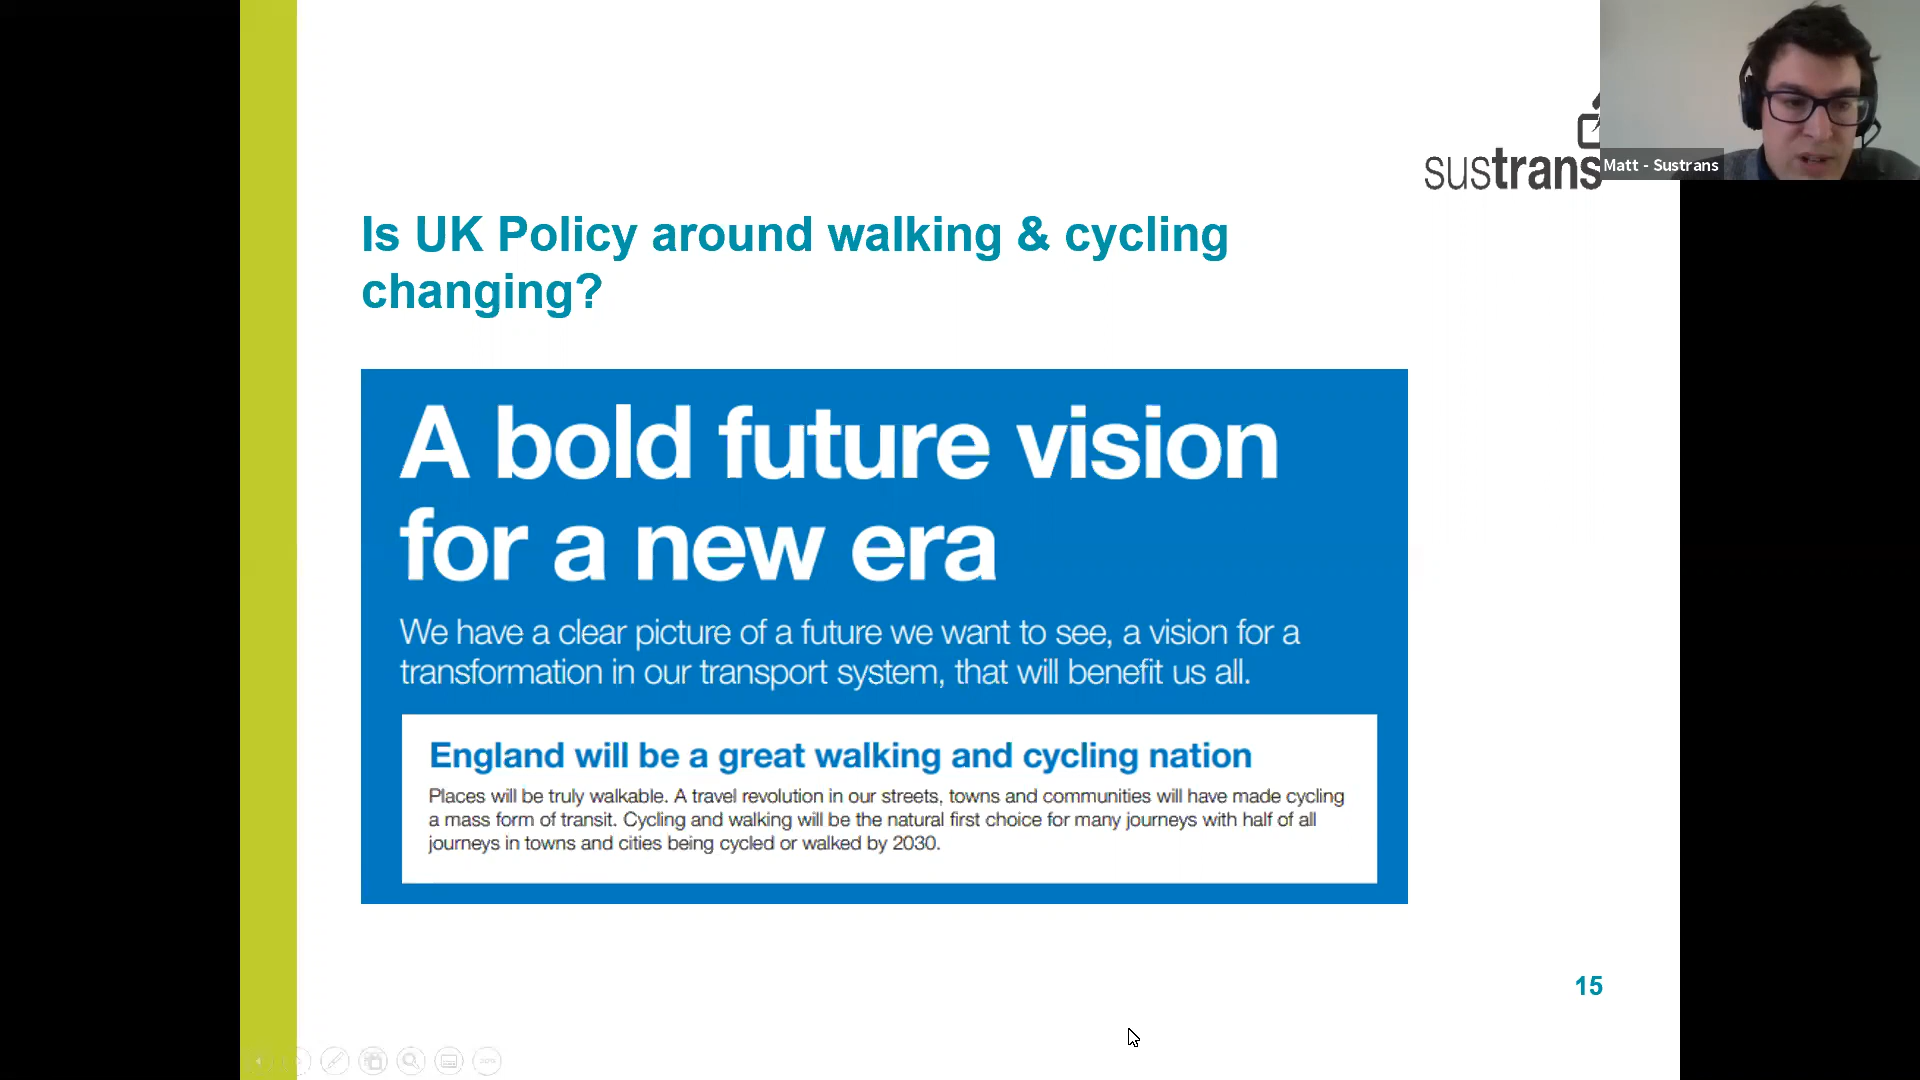 sustrans
Matt - Sustrans
Is UK Policy around walking & cycling
changing?
A bold future vision
for a new era
We have a clear picture of a future we want to see, a vision for a
transformation in our transport system, that will benefit us all.
England will be a great walking and cycling nation
Places will be truly walkable. A travel revolution in our streets, towns and communities will have made cycling
a mass form of transit. Cycling and walking will be the natural first choice for many journeys with half of all
journeys in towns and cities being cycled or walked by 2030.
15